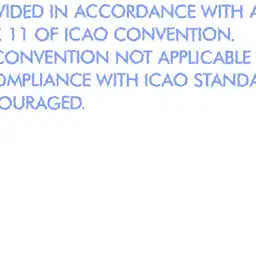 VIDED IN ACCORDANCE WITH
11 OF ICAO CONVENTION.
CONVENTION NOT APPLICABLE
OMPLIANCE WITH ICAO STANDA
OURAGED.